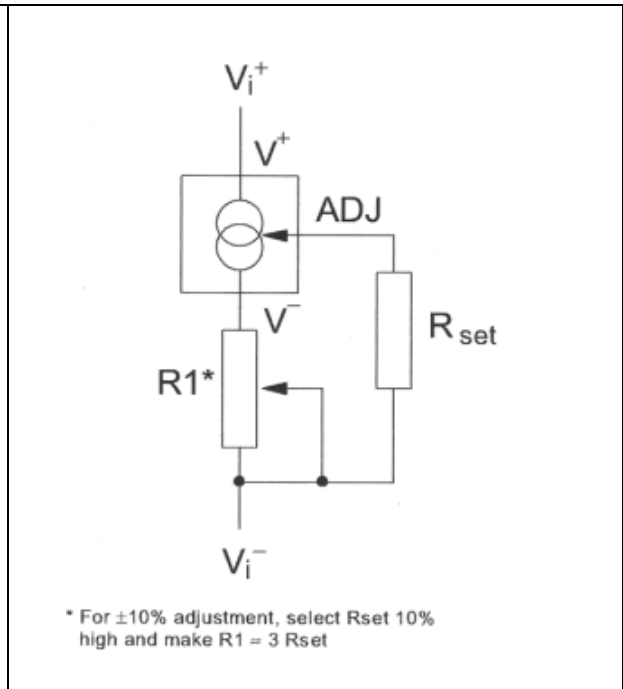 Vi+
V+
ADJ
V−
R1*
Rset
Vi−
* For ±10% adjustment, select Rset 10%
high and make R1 = 3 Rset